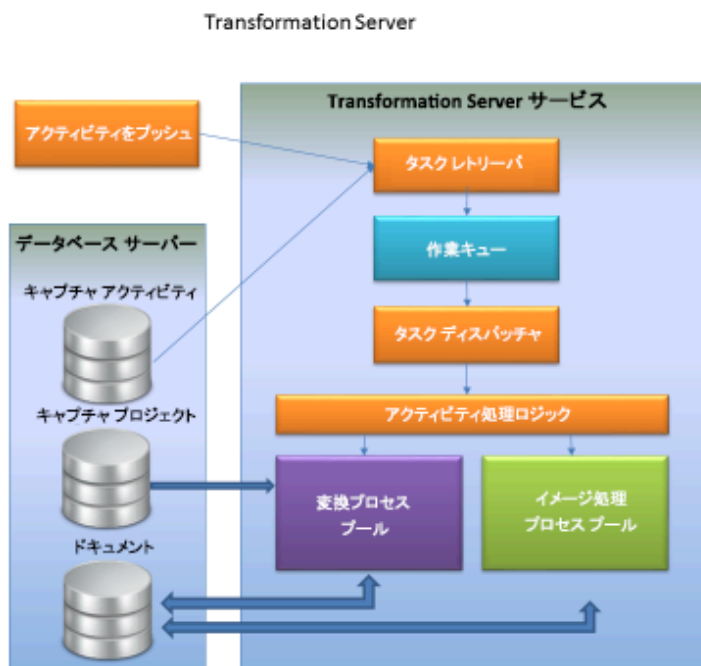 Transformation Server
Transformation Server サービス
アクティビティをプッシュ
タスク レトリーバ
データベース サーバー
作業キュー
キャプチャ アクティビティ
タスク ディスパッチャ
キャプチャ プロジェクト
アクティビティ処理ロジック
変換プロセス
プール
イメージ処理
プロセス プール
ドキュメント